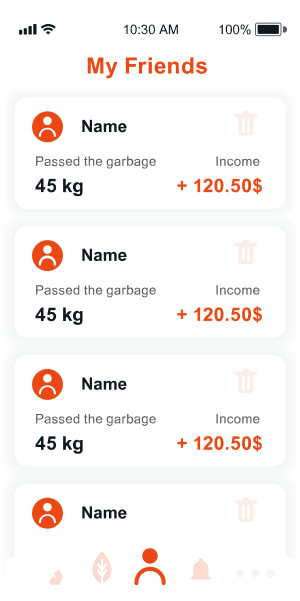 10:30 AM 100%
My Friends
Name
Passed the garbage Income
45 kg + 120.50$
Name
Passed the garbage Income
45 kg + 120.50$
Name
Passed the garbage Income
45 kg + 120.50$
Name